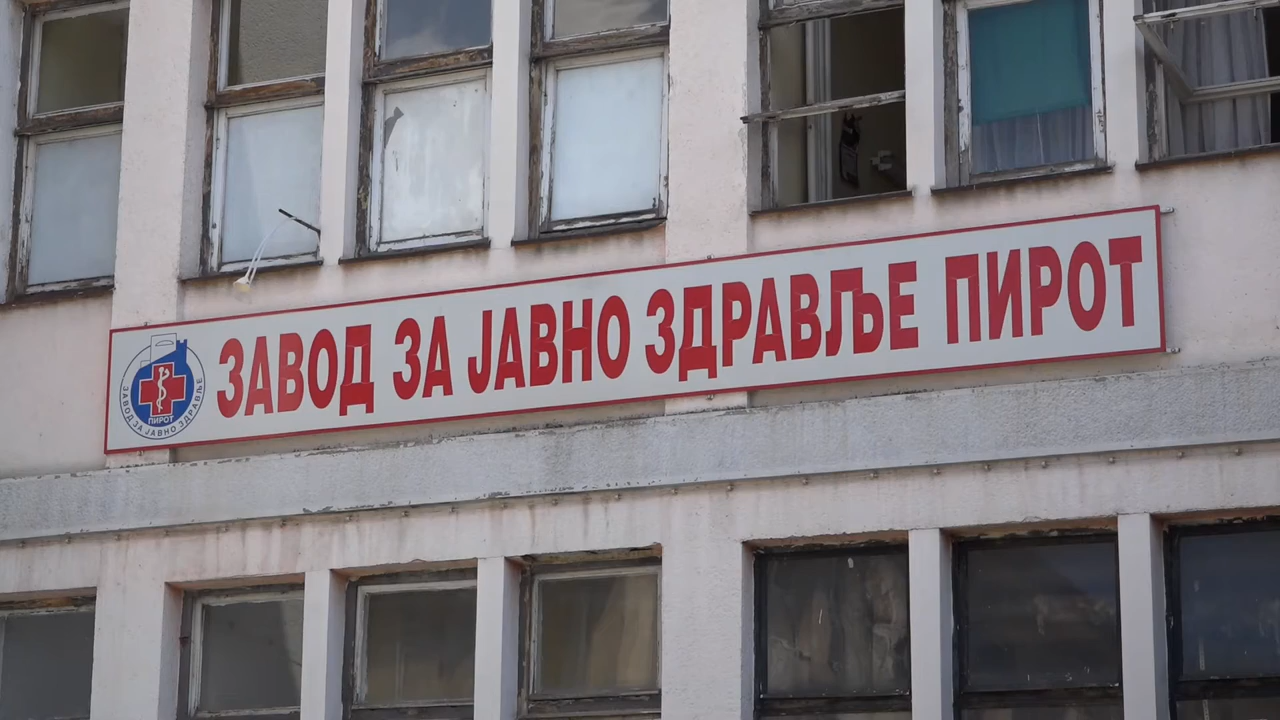 ЗАВОД ЗА ЈАВНО ЗДРАВЉЕ ПИРОТ
ПИРОТ
ЗАВОД ЗА ЈАВНО ЗДРАВЉЕ